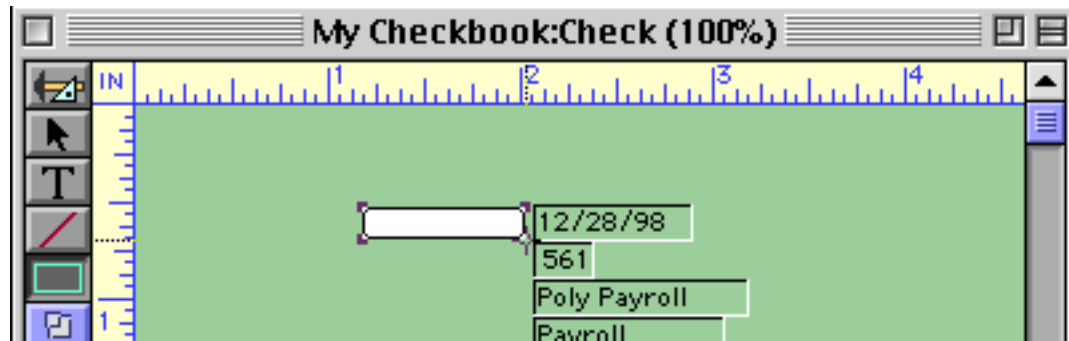 My Checkbook:Check (100%)
IN 1 2 3 4
T
12/28/98
561
Poly Payroll
1
Payroll